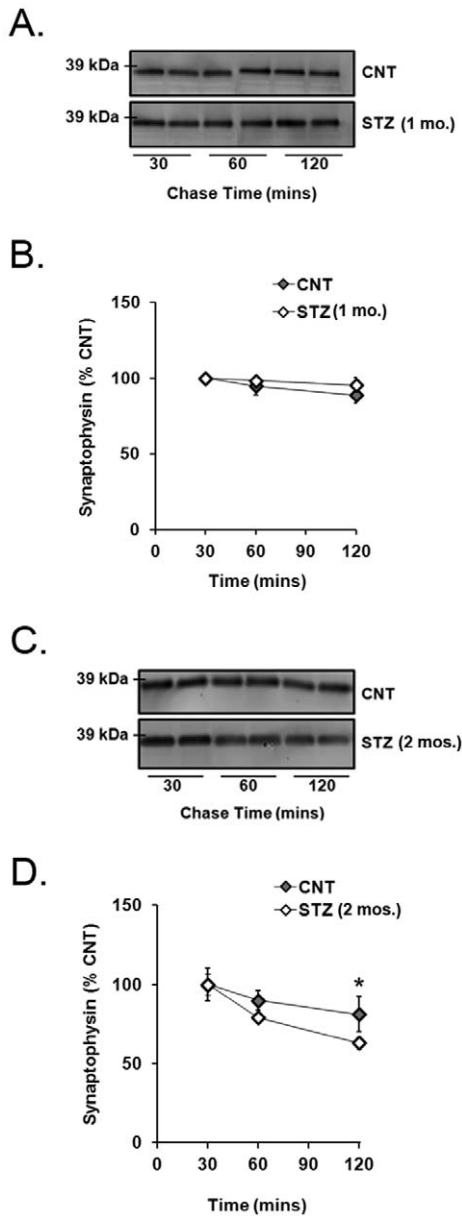 A.
39 kDa
CNT
39 kDa
STZ (1 mo.)
30 60 120
Chase Time (mins)
B.
CNT
STZ (1 mo.)
150
100
50
0
Synaptophysin (% CNT)
0 30 60 90 120
Time (mins)
C.
39 kDa
CNT
39 kDa
STZ (2 mos.)
30 60 120
Chase Time (mins)
D.
CNT
STZ (2 mos.)
150
100
50
0
Synaptophysin (% CNT)
*
0 30 60 90 120
Time (mins)